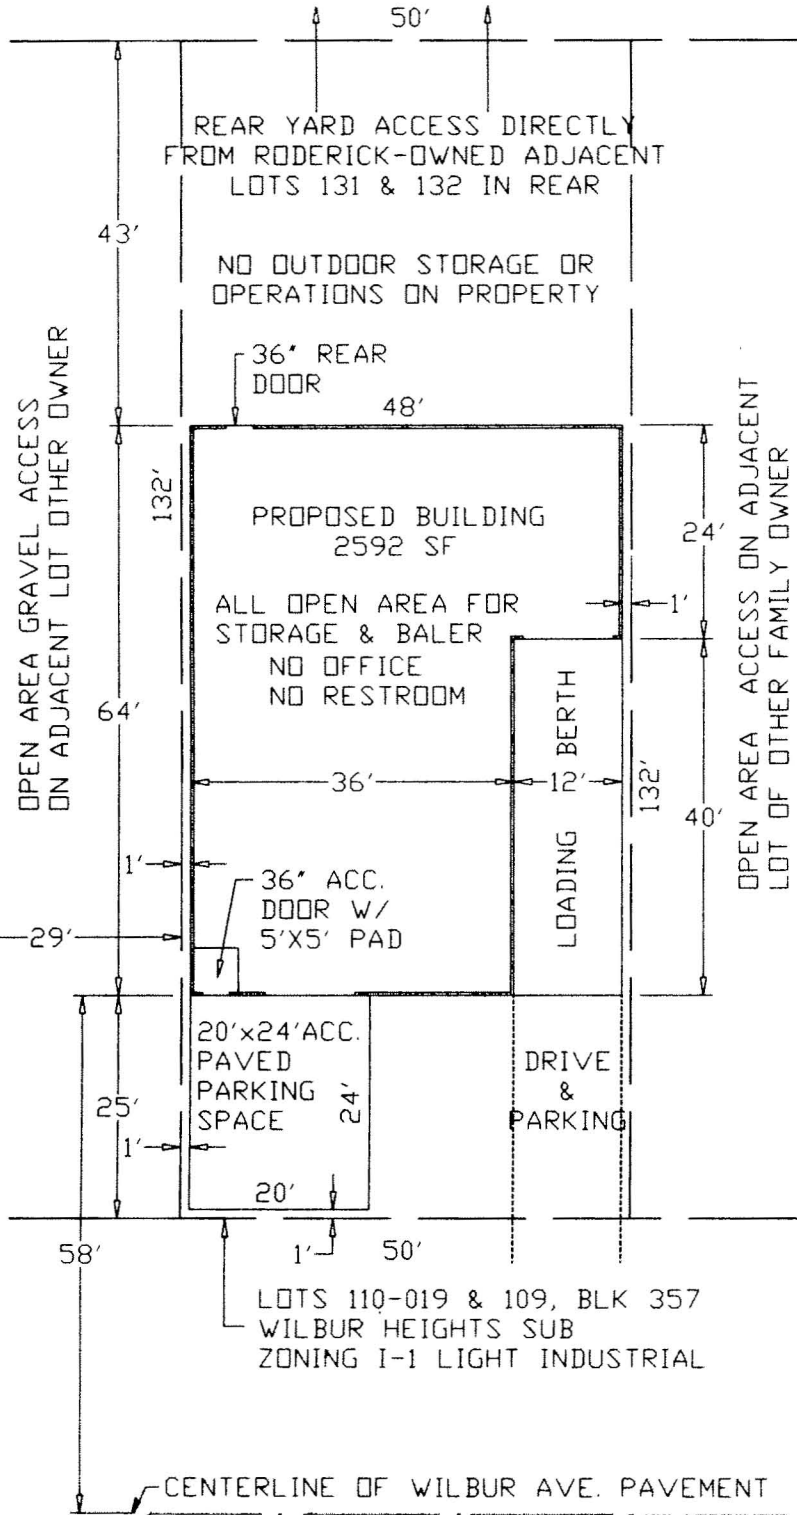 50'
REAR YARD ACCESS DIRECTLY
FROM RODERICK-OWNED ADJACENT
LOTS 131 & 132 IN REAR
43'
NO OUTDOOR STORAGE OR
OPERATIONS ON PROPERTY
36" REAR
DOOR
48'
OPEN AREA GRAVEL ACCESS
ON ADJACENT LOT OTHER OWNER
132'
PROPOSED BUILDING
2592 SF
24'
OPEN AREA ACCESS ON ADJACENT
LOT OF OTHER FAMILY OWNER
ALL OPEN AREA FOR
STORAGE & BALER
NO OFFICE
NO RESTROOM
1'
64'
LOADING BERTH
36'
12'
132'
40'
1'
36" ACC.
DOOR W/
5'X5' PAD
29'
20'x24'ACC.
PAVED
PARKING
SPACE
24'
DRIVE
&
PARKING
25'
1'
20'
58'
1'
50'
LOTS 110-019 & 109, BLK 357
WILBUR HEIGHTS SUB
ZONING I-1 LIGHT INDUSTRIAL
CENTERLINE OF WILBUR AVE. PAVEMENT